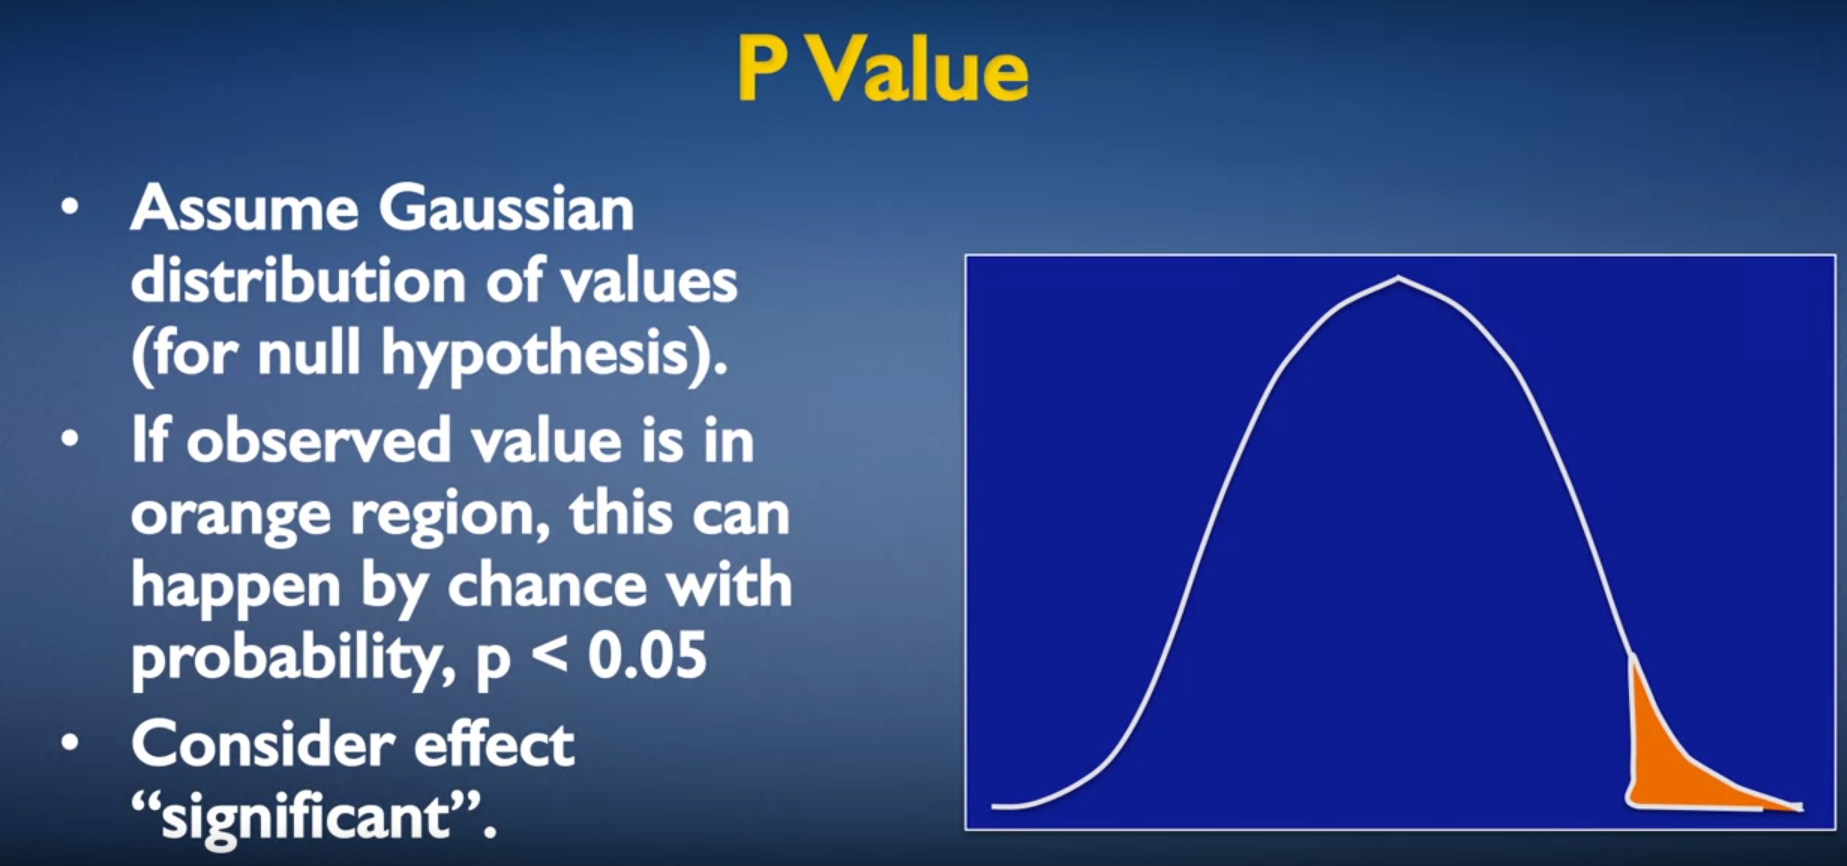 P Value
• Assume Gaussian
distribution of values
(for null hypothesis).
• If observed value is in
orange region, this can
happen by chance with
probability, p < 0.05
• Consider effect
“significant”.